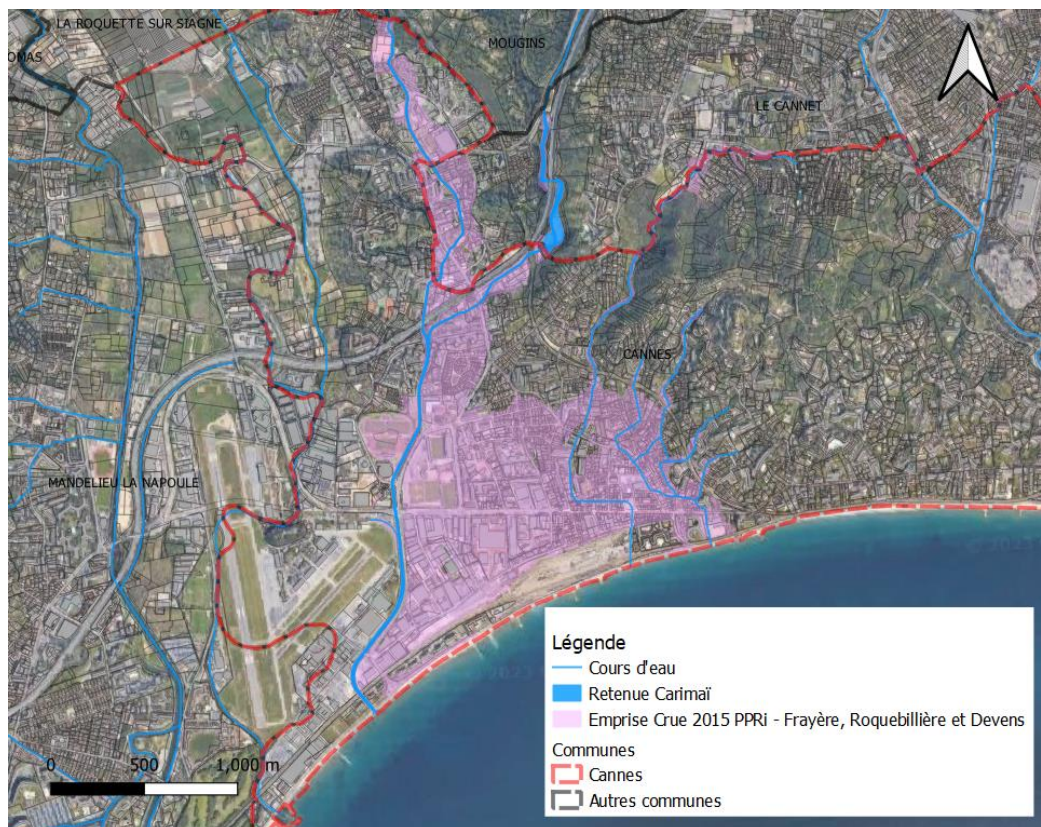 LA ROQUETTE SUR SIAGNE
OMAS
MOUGINS
LE CANNET
CANNES
MANDELIEU LA NAPOULE
Légende
Cours d'eau
Retenue Carimaï
Emprise Crue 2015 PPRi - Frayère, Roquebillière et Devens
Communes
Cannes
Autres communes
0 500 1,000 m